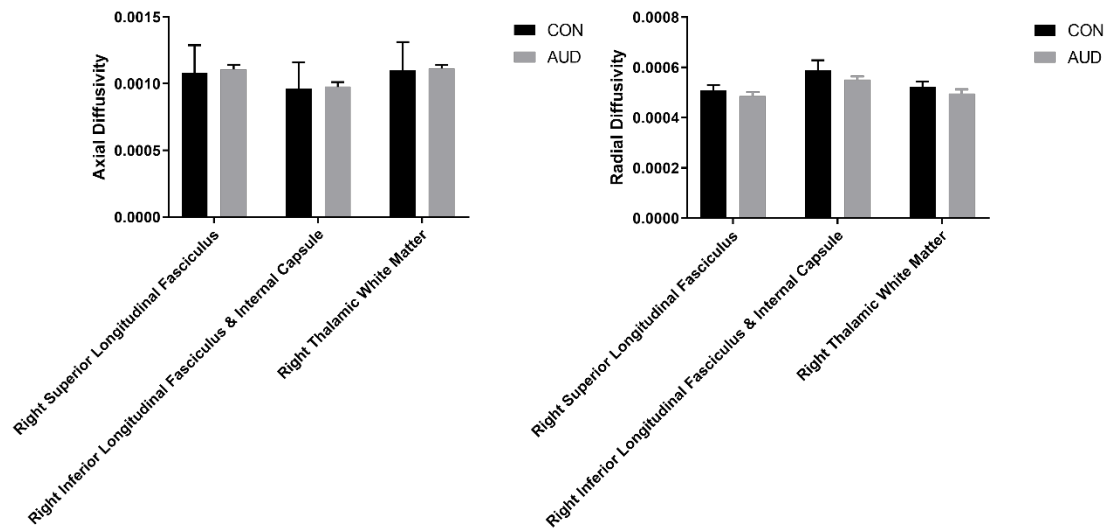 Axial Diffusivity
0.0015
0.0010
0.0005
0.0000
Right Superior Longitudinal Fasciculus
Right Inferior Longitudinal Fasciculus & Internal Capsule
Right Thalamic White Matter
CON
AUD
Radial Diffusivity
0.0008
0.0006
0.0004
0.0002
0.0000
Right Superior Longitudinal Fasciculus
Right Inferior Longitudinal Fasciculus & Internal Capsule
Right Thalamic White Matter
CON
AUD